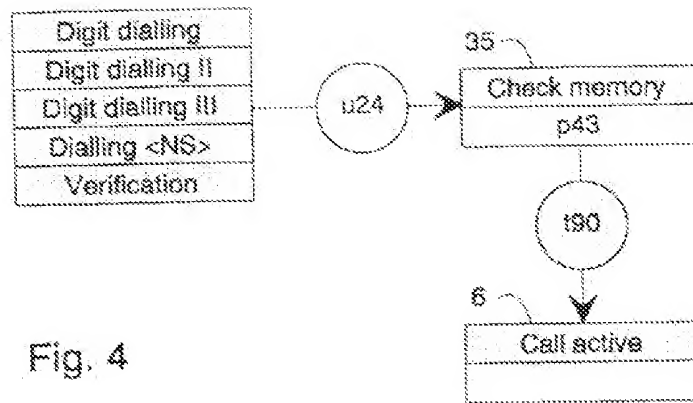 Digit dialling
Digit dialling II
Digit dialling III
Dialling <NS>
Verification
u24
35
Check memory
p43
t90
6
Call active
Fig. 4